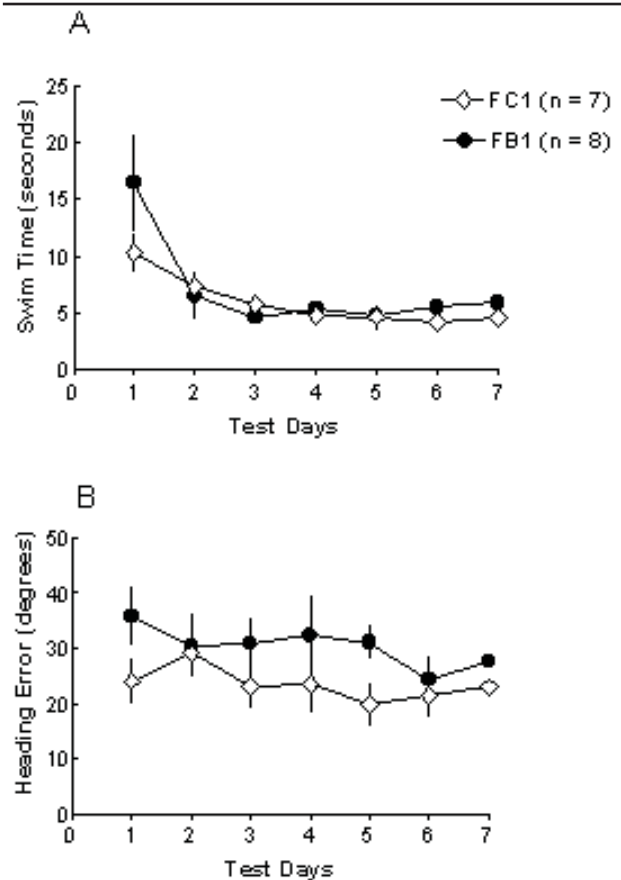 A
25
20
15
10
5
0
Swim Time (seconds)
FC1 (n = 7)
FB1 (n = 8)
0 1 2 3 4 5 6 7
Test Days
B
50
40
30
20
10
0
Heading Error (degrees)
0 1 2 3 4 5 6 7
Test Days